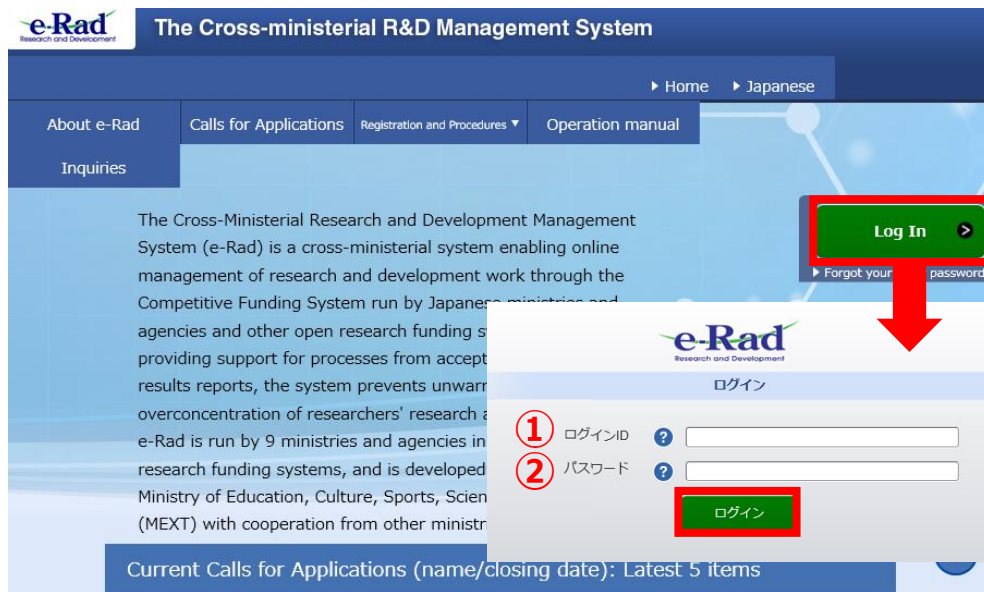 e-Rad
Research and Development
The Cross-ministerial R&D Management System
Home
Japanese
About e-Rad
Calls for Applications
Registration and Procedures ▼
Operation manual
Inquiries
The Cross-Ministerial Research and Development Management
System (e-Rad) is a cross-ministerial system enabling online
management of research and development work through the
Competitive Funding System run by Japanese ministries and
agencies and other open research funding
providing support for processes from
results reports, the system prevents
overconcentration of researchers' research
e-Rad is run by 9 ministries and agencies in
research funding systems, and is developed
Ministry of Education, Culture, Sports,
(MEXT) with cooperation from other
Log In
Forgot your password
e-Rad
Research and Development
ログイン
① ログインID ?
② パスワード ?
ログイン
Current Calls for Applications (name/closing date): Latest 5 items